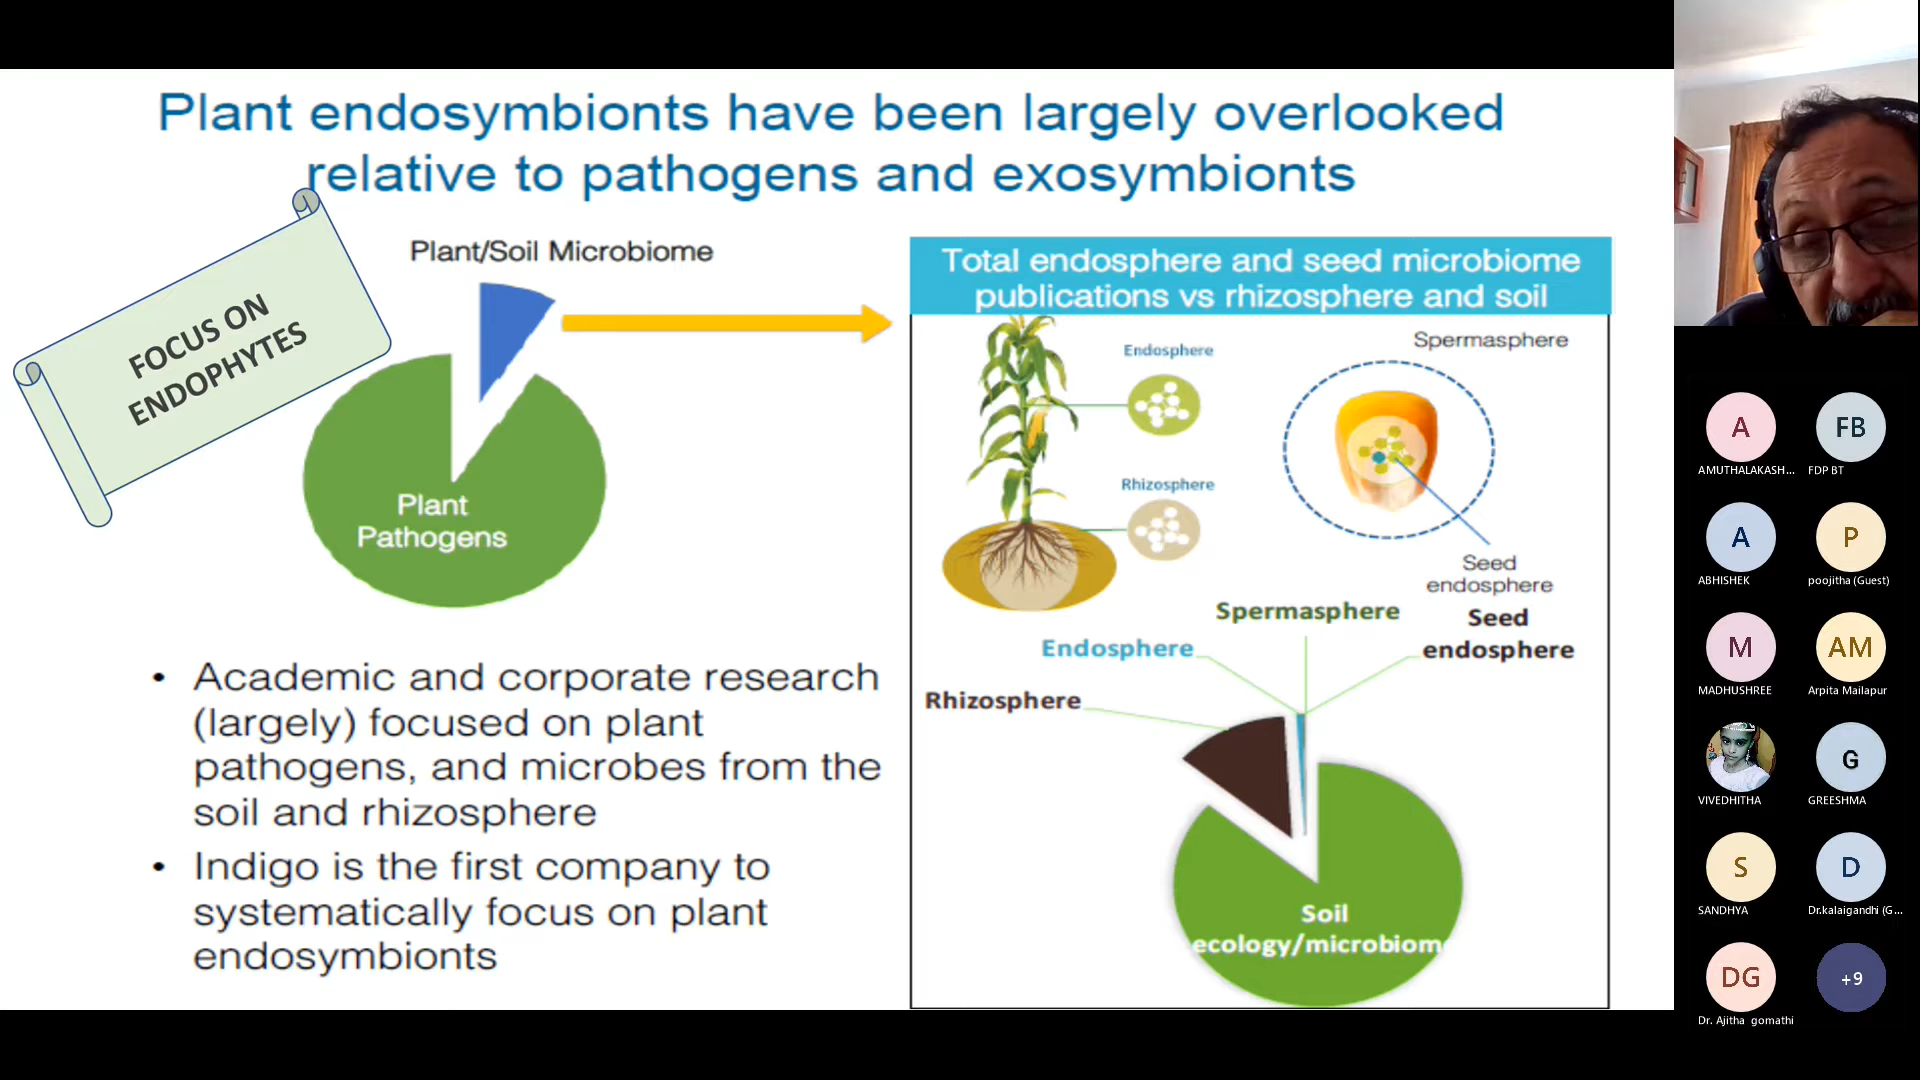 Plant endosymbionts have been largely overlooked
relative to pathogens and exosymbionts
FOCUS ON
ENDOPHYTES
Plant/Soil Microbiome
Plant
Pathogens
Total endosphere and seed microbiome
publications vs rhizosphere and soil
Endosphere
Spermasphere
Rhizosphere
Seed
endosphere
Spermasphere
Seed
endosphere
Endosphere
Rhizosphere
Soil
ecology/microbiome
• Academic and corporate research
(largely) focused on plant
pathogens, and microbes from the
soil and rhizosphere
• Indigo is the first company to
systematically focus on plant
endosymbionts
A
AMUTHALAKASH...
FB
FDP BT
A
ABHISHEK
P
poojitha (Guest)
M
MADHUSHREE
AM
Arpita Mailapur
VIVEDHITHA
G
GREESHMA
S
SANDHYA
D
Dr.kalaigandhi (G...
DG
Dr. Ajitha gomathi
+9